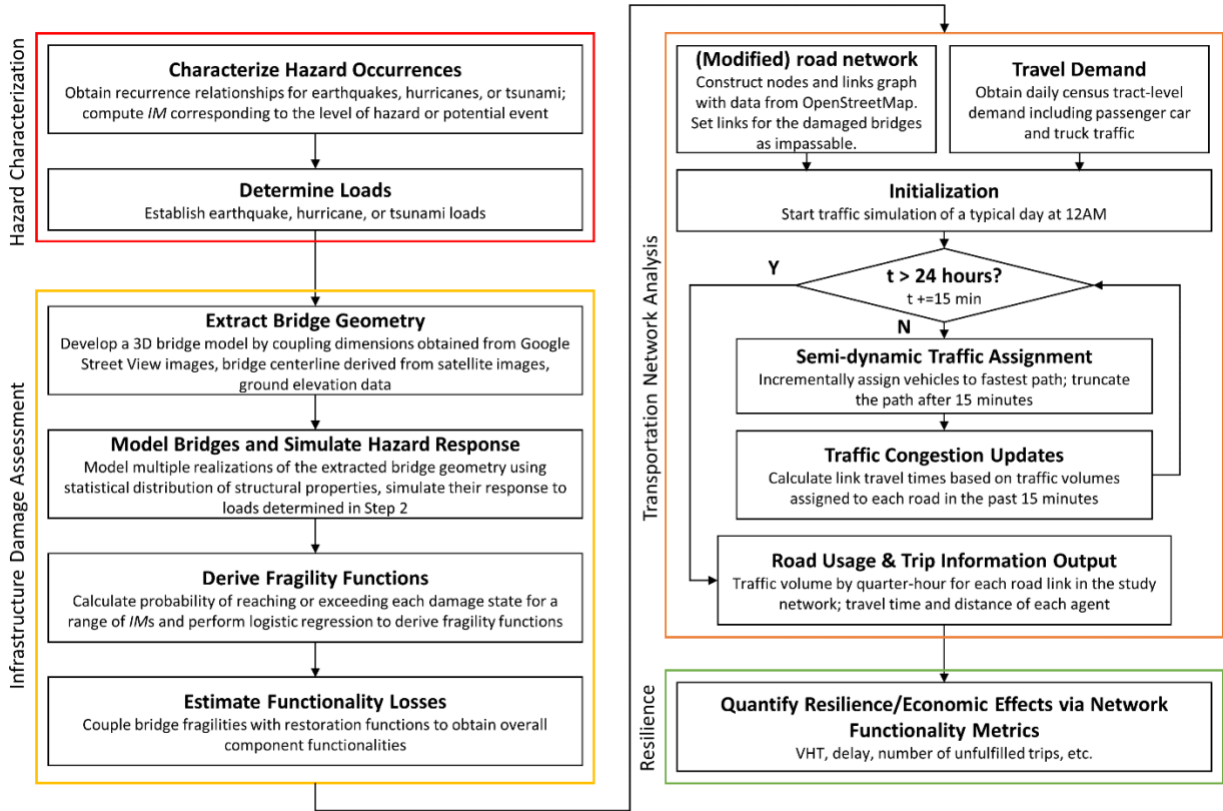 Hazard Characterization
Characterize Hazard Occurrences
Obtain recurrence relationships for earthquakes, hurricanes, or tsunami;
compute IM corresponding to the level of hazard or potential event
Determine Loads
Establish earthquake, hurricane, or tsunami loads
Infrastructure Damage Assessment
Extract Bridge Geometry
Develop a 3D bridge model by coupling dimensions obtained from Google
Street View images, bridge centerline derived from satellite images,
ground elevation data
Model Bridges and Simulate Hazard Response
Model multiple realizations of the extracted bridge geometry using
statistical distribution of structural properties, simulate their response to
loads determined in Step 2
Derive Fragility Functions
Calculate probability of reaching or exceeding each damage state for a
range of IMs and perform logistic regression to derive fragility functions
Estimate Functionality Losses
Couple bridge fragilities with restoration functions to obtain overall
component functionalities
Transportation Network Analysis
(Modified) road network
Construct nodes and links graph
with data from OpenStreetMap.
Set links for the damaged bridges
as impassable.
Travel Demand
Obtain daily census tract-level
demand including passenger car
and truck traffic
Initialization
Start traffic simulation of a typical day at 12AM
Y
t > 24 hours?
t +=15 min
N
Semi-dynamic Traffic Assignment
Incrementally assign vehicles to fastest path; truncate
the path after 15 minutes
Traffic Congestion Updates
Calculate link travel times based on traffic volumes
assigned to each road in the past 15 minutes
Road Usage & Trip Information Output
Traffic volume by quarter-hour for each road link in the study
network; travel time and distance of each agent
Resilience
Quantify Resilience/Economic Effects via Network
Functionality Metrics
VHT, delay, number of unfulfilled trips, etc.